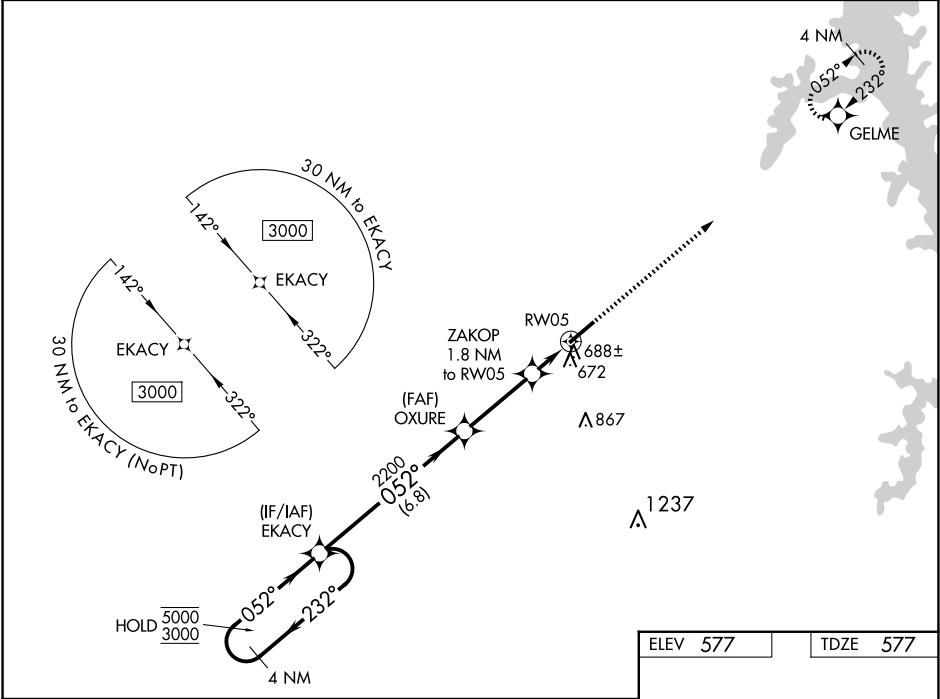 4 NM
052°
232°
GELME
30 NM to EKACY
142°
3000
EKACY
322°
142°
EKACY
3000
322°
30 NM to EKACY (NoPT)
RW05
ZAKOP
1.8 NM
to RW05
688±
672
(FAF)
OXURE
867
2200
052°
(6.8)
1237
(IF/IAF)
EKACY
052°
232°
HOLD 5000
3000
4 NM
ELEV 577
TDZE 577